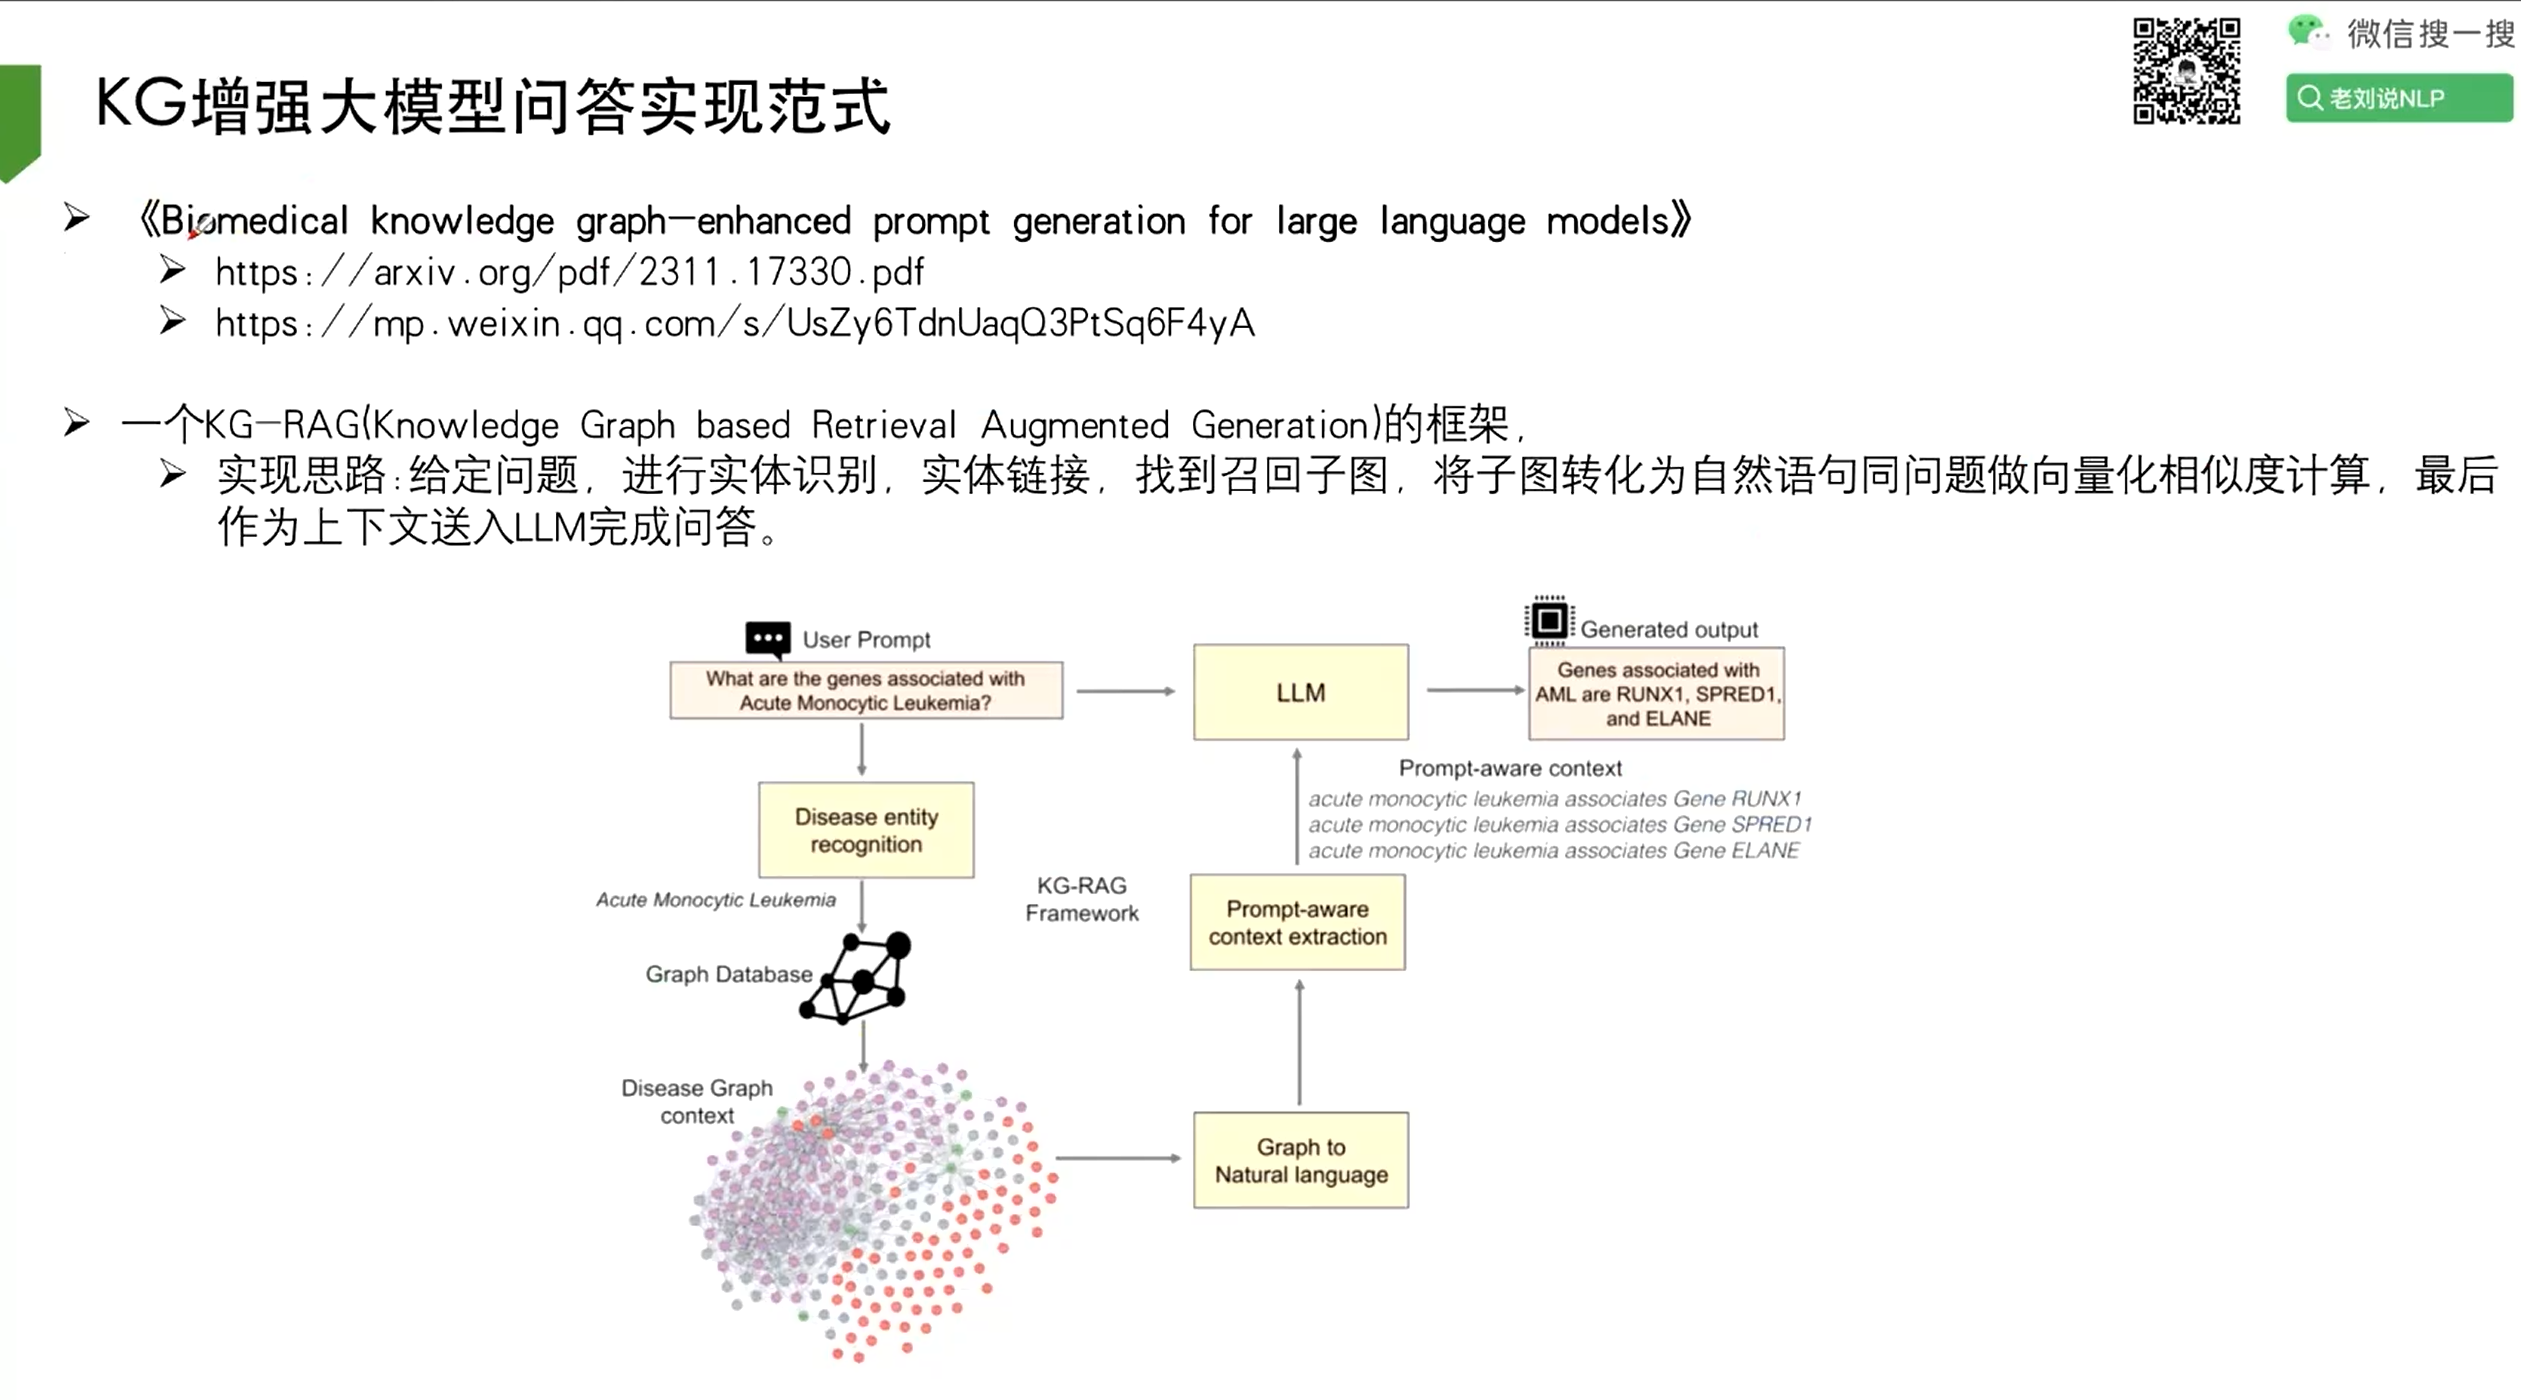 微信搜一搜
老刘说NLP
KG增强大模型问答实现范式
《Biomedical knowledge graph-enhanced prompt generation for large language models》
https://arxiv.org/pdf/2311.17330.pdf
https://mp.weixin.qq.com/s/UsZy6TdnUaqQ3PtSq6F4yA
一个KG-RAG(Knowledge Graph based Retrieval Augmented Generation)的框架,
实现思路:给定问题, 进行实体识别, 实体链接, 找到召回子图, 将子图转化为自然语句同问题做向量化相似度计算, 最后
作为上下文送入LLM完成问答。
User Prompt
What are the genes associated with
Acute Monocytic Leukemia?
LLM
Generated output
Genes associated with
AML are RUNX1, SPRED1,
and ELANE
Prompt-aware context
acute monocytic leukemia associates Gene RUNX1
acute monocytic leukemia associates Gene SPRED1
acute monocytic leukemia associates Gene ELANE
Disease entity
recognition
Acute Monocytic Leukemia
KG-RAG
Framework
Prompt-aware
context extraction
Graph Database
Disease Graph
context
Graph to
Natural language